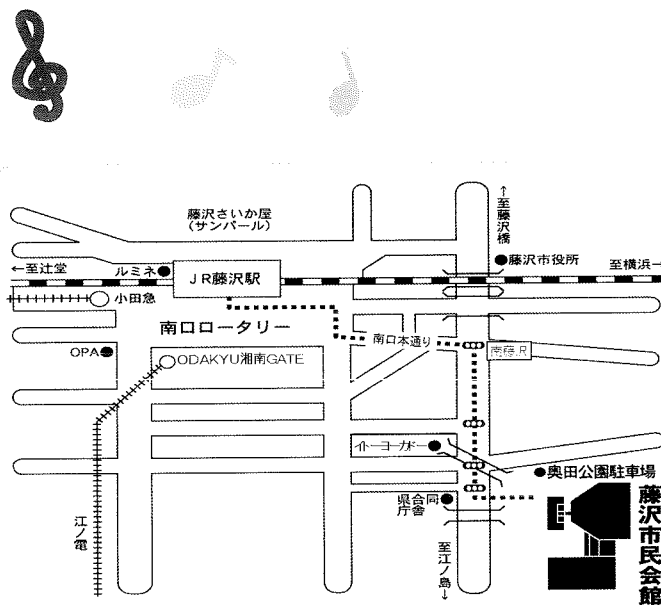 ↑至藤沢橋
藤沢さいか屋
(サンパール)
藤沢市役所
←至辻堂
ルミネ
JR藤沢駅
至横浜→
小田急
南口ロータリー
南口本通り
南藤沢
OPA
ODAKYU湘南GATE
イトーヨーカドー
奥田公園駐車場
県合同
庁舎
藤沢市民会館
江ノ電
至江ノ島↓